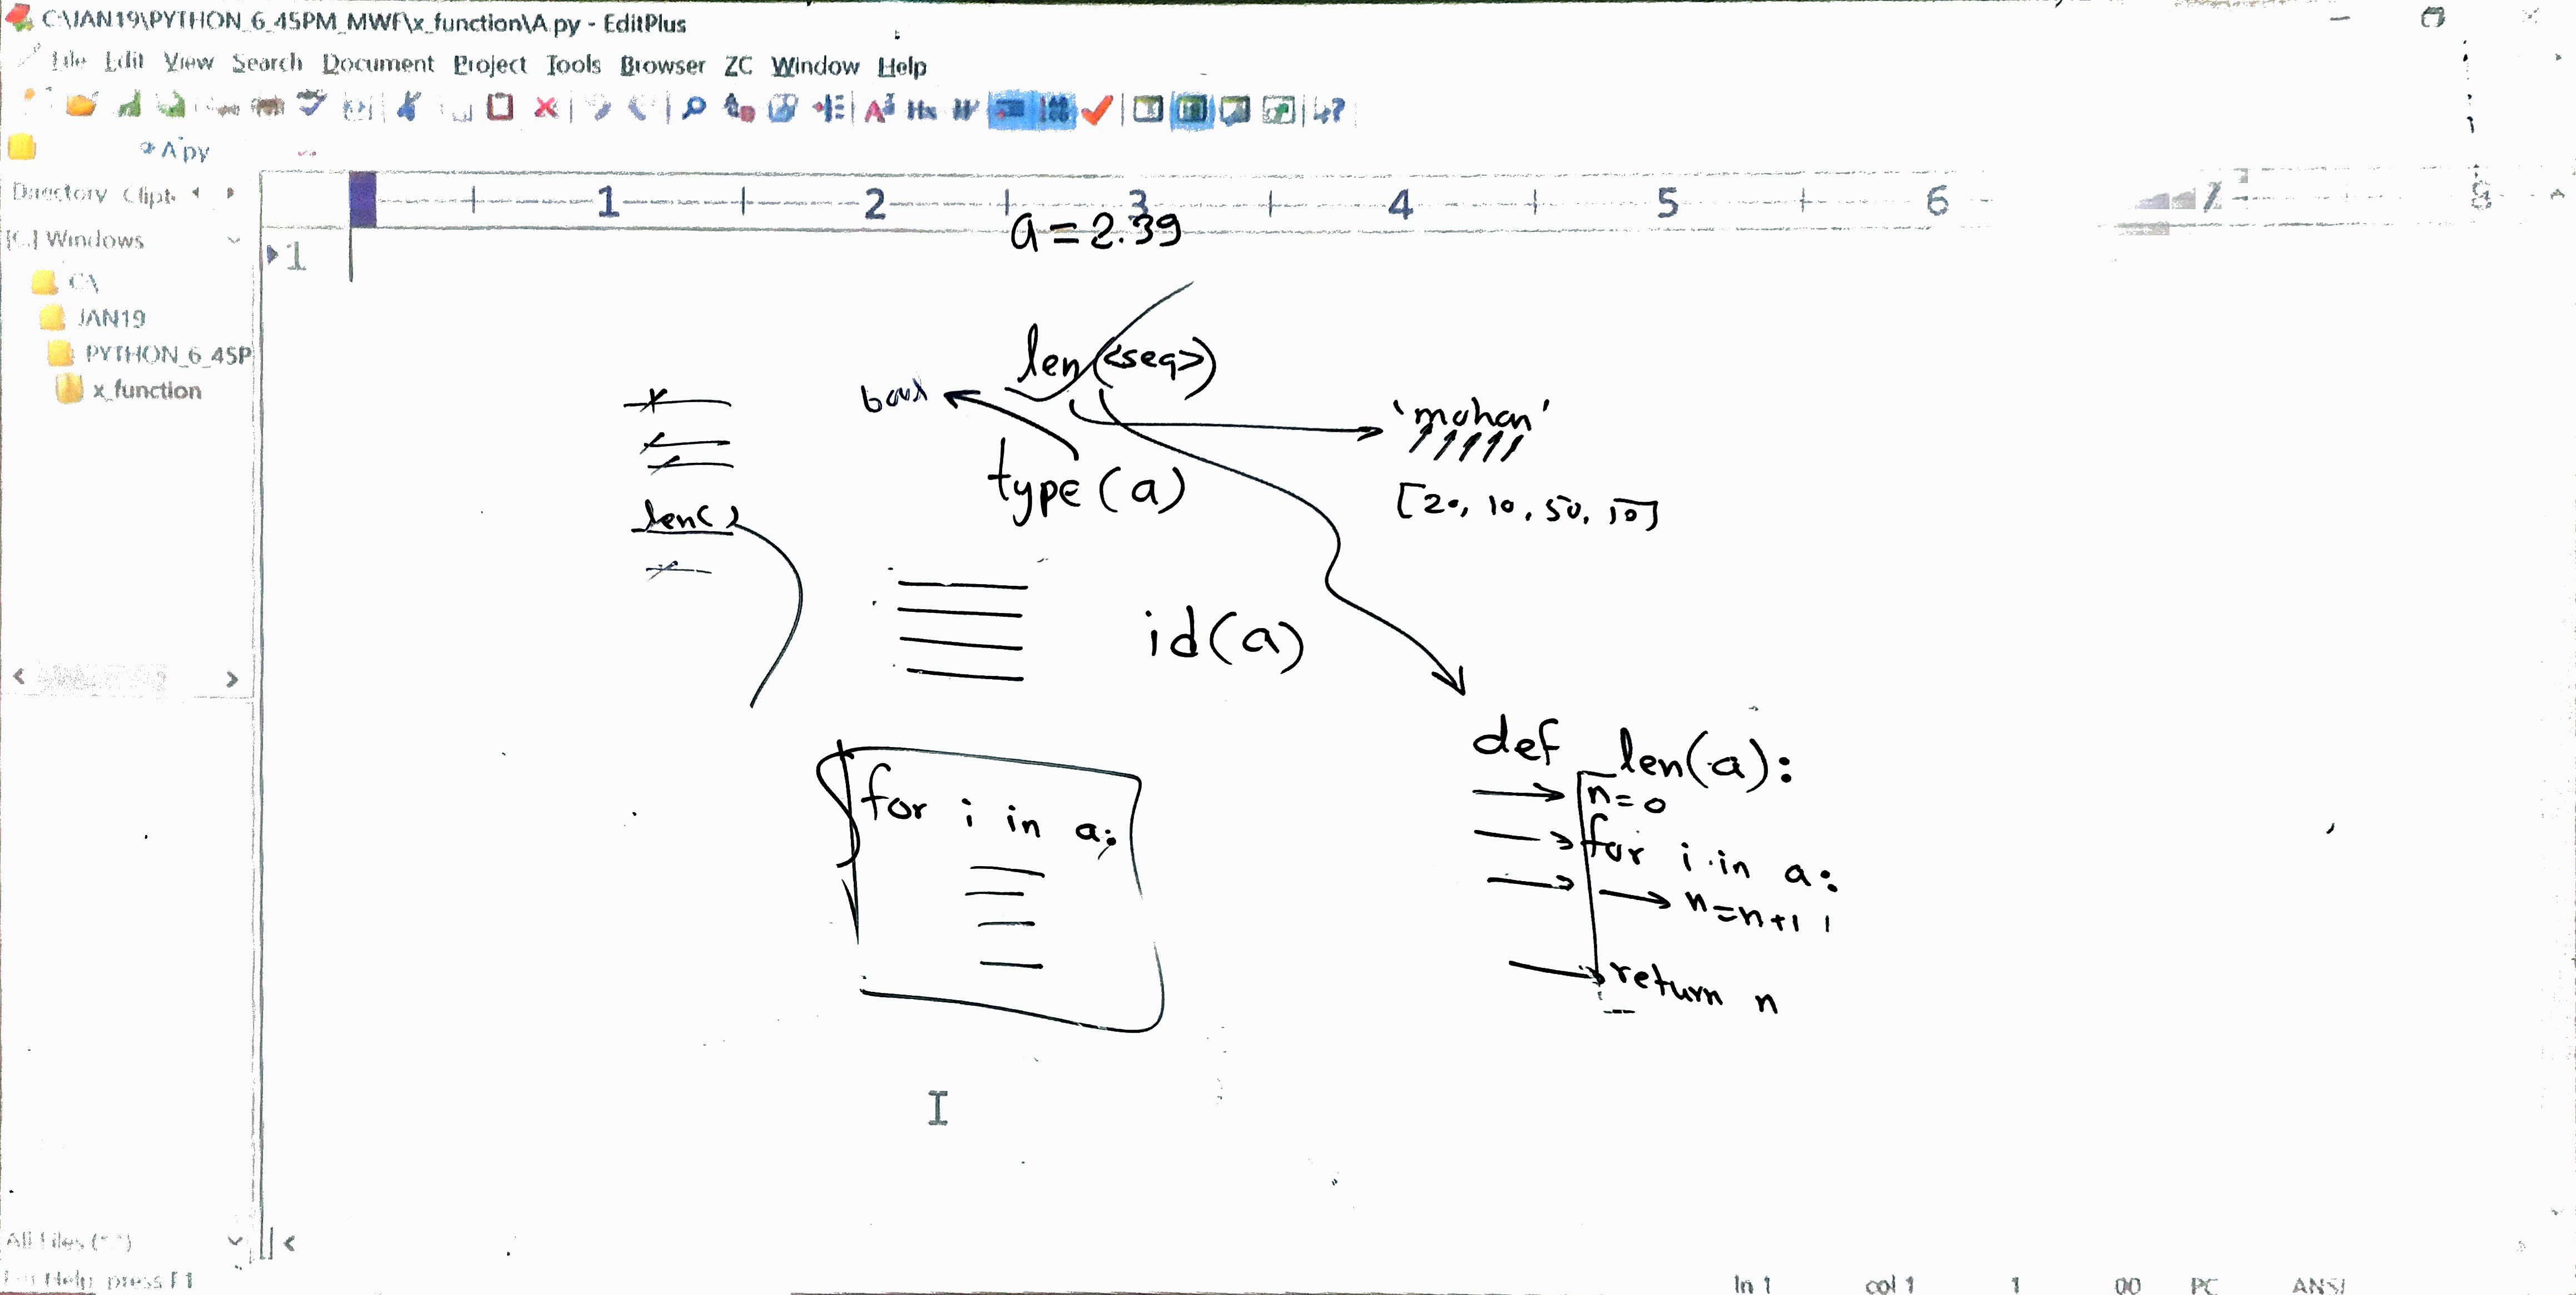 C:\JAN19\PYTHON_6_45PM_MWF\x_function\A.py - EditPlus
File Edit View Search Document Project Tools Browser ZC Window Help
A.py
Directory Clipt
1 2 3 4 5 6 7 8
[C:] Windows
C:\
JAN19
PYTHON_6_45P
x_function
1
a = 2.39
len(<seq>)
'mohan'
type(a)
[20, 10, 50, 10]
len( )
id(a)
def len(a):
n=0
for i in a:
n=n+1
return n
for i in a:
All Files (*.*)
For Help, press F1
ln 1 col 1 1 00 PC ANSI